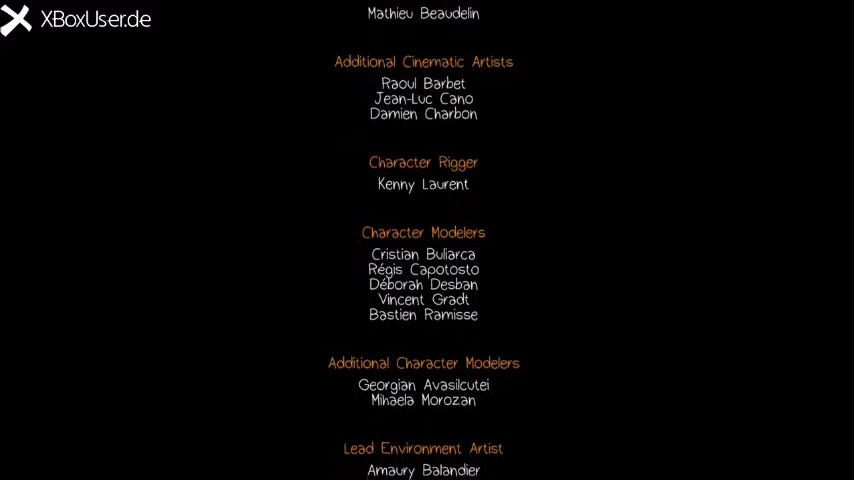 XBoxUser.de
Mathieu Beaudelin
Additional Cinematic Artists
Raoul Barbet
Jean-Luc Cano
Damien Charbon
Character Rigger
Kenny Laurent
Character Modelers
Cristian Buliarca
Régis Capotosto
Déborah Desban
Vincent Gradt
Bastien Ramisse
Additional Character Modelers
Georgian Avasilcutei
Mihaela Morozan
Lead Environment Artist
Amaury Balandier